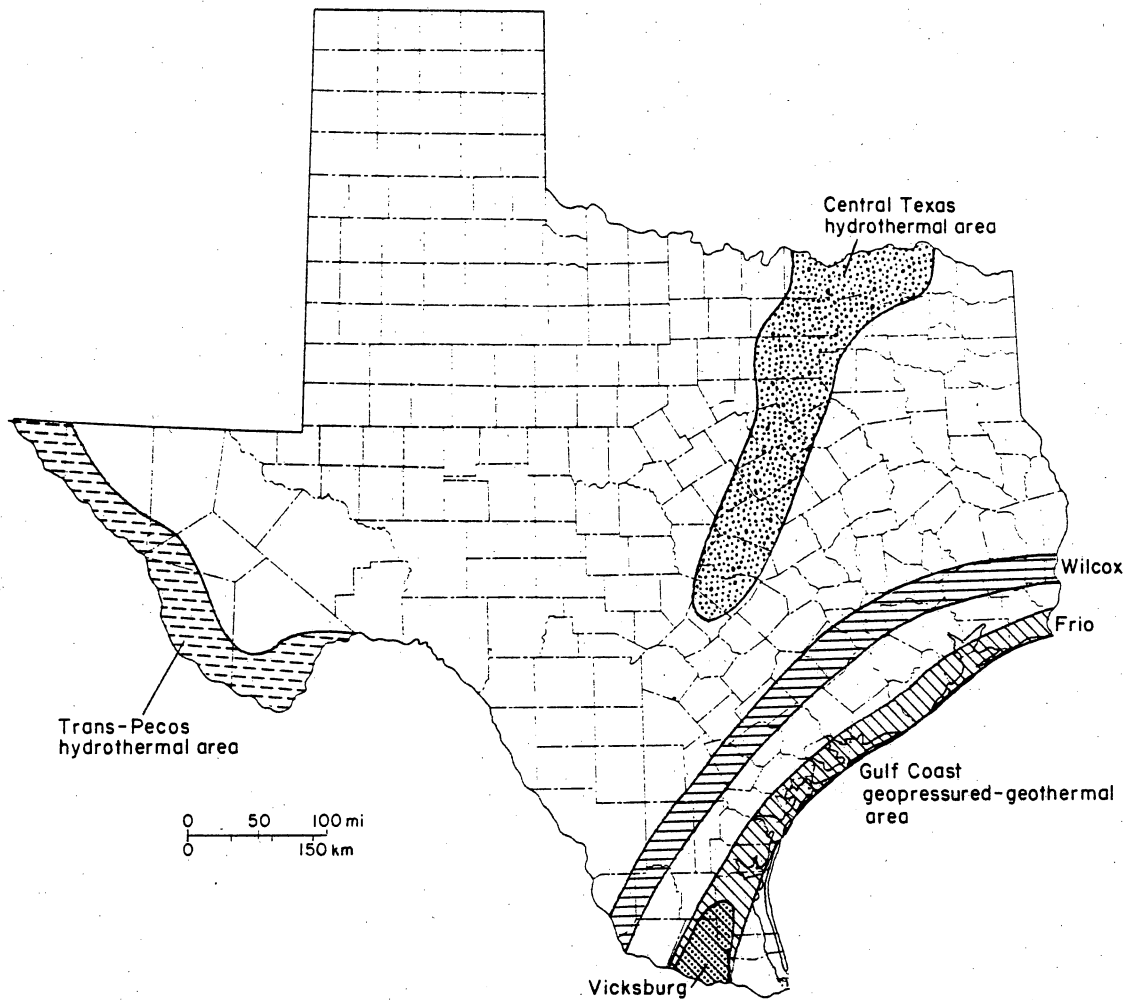 Central Texas
hydrothermal area
Wilcox
Frio
Trans-Pecos
hydrothermal area
Gulf Coast
geopressured-geothermal
area
0 50 100 mi
0 150 km
Vicksburg